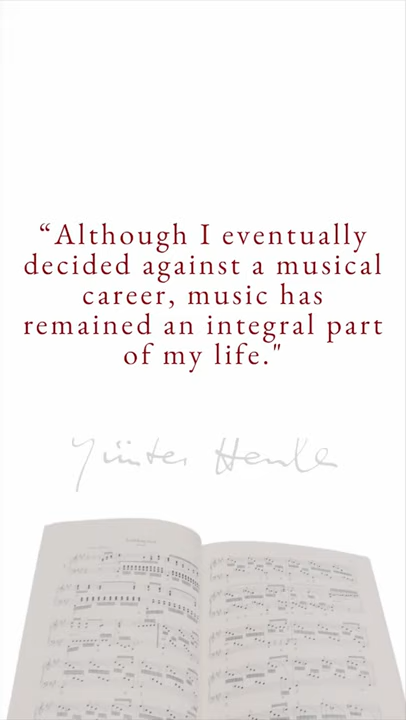 “Although I eventually
decided against a musical
career, music has
remained an integral part
of my life."
Günter Henle